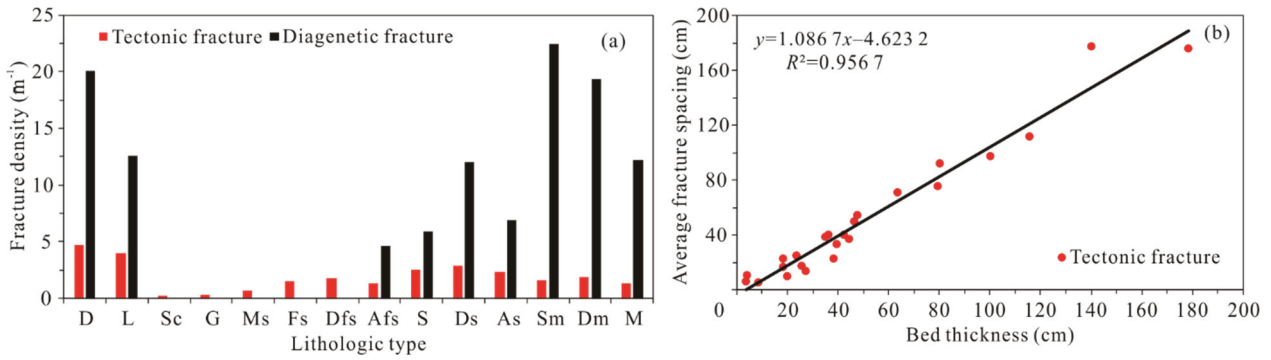 25
20
15
10
5
0
Fracture density (m⁻¹)
Tectonic fracture
Diagenetic fracture
(a)
D L Sc G Ms Fs Dfs Afs S Ds As Sm Dm M
Lithologic type
200
160
120
80
40
Average fracture spacing (cm)
y=1.086 7x–4.623 2
R²=0.956 7
(b)
Tectonic fracture
0 20 40 60 80 100 120 140 160 180 200
Bed thickness (cm)